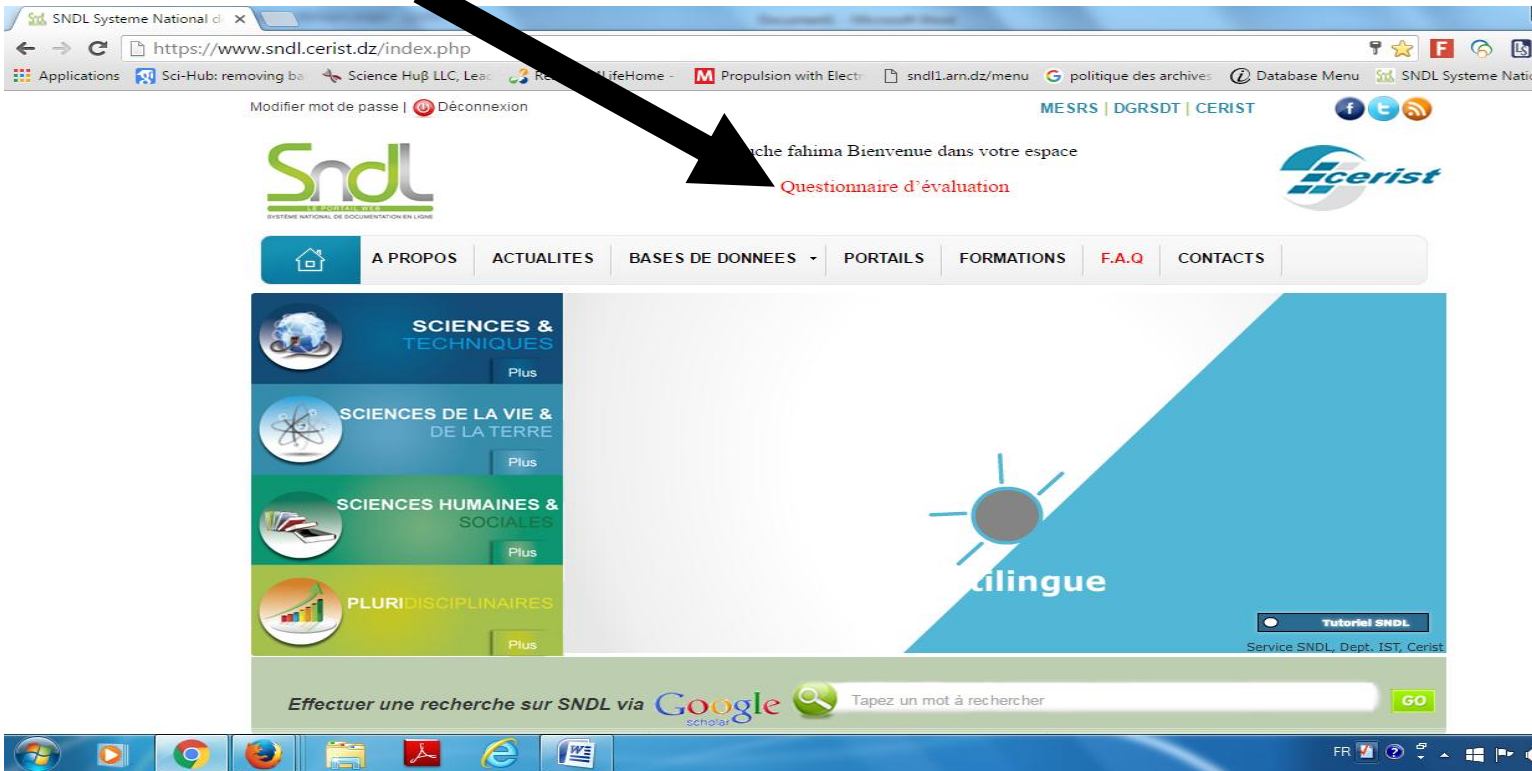 SNDL Systeme National d
https://www.sndl.cerist.dz/index.php
Applications
Sci-Hub: removing ba
Science Huβ LLC, Lea
LifeHome -
Propulsion with Electr
sndl1.arn.dz/menu
politique des archives
Database Menu
SNDL Systeme Natio
Modifier mot de passe | Déconnexion
MESRS | DGRSDT | CERIST
uche fahima Bienvenue dans votre espace
Questionnaire d'évaluation
Sndl
LE PORTAIL WEB
SYSTÈME NATIONAL DE DOCUMENTATION EN LIGNE
cerist
A PROPOS ACTUALITES BASES DE DONNEES PORTAILS FORMATIONS F.A.Q CONTACTS
SCIENCES &
TECHNIQUES
Plus
SCIENCES DE LA VIE &
DE LA TERRE
Plus
SCIENCES HUMAINES &
SOCIALES
Plus
PLURIDISCIPLINAIRES
Plus
tilingue
Tutoriel SNDL
Service SNDL, Dept. IST, Cerist
Effectuer une recherche sur SNDL via Google scholar
Tapez un mot à rechercher
GO
FR